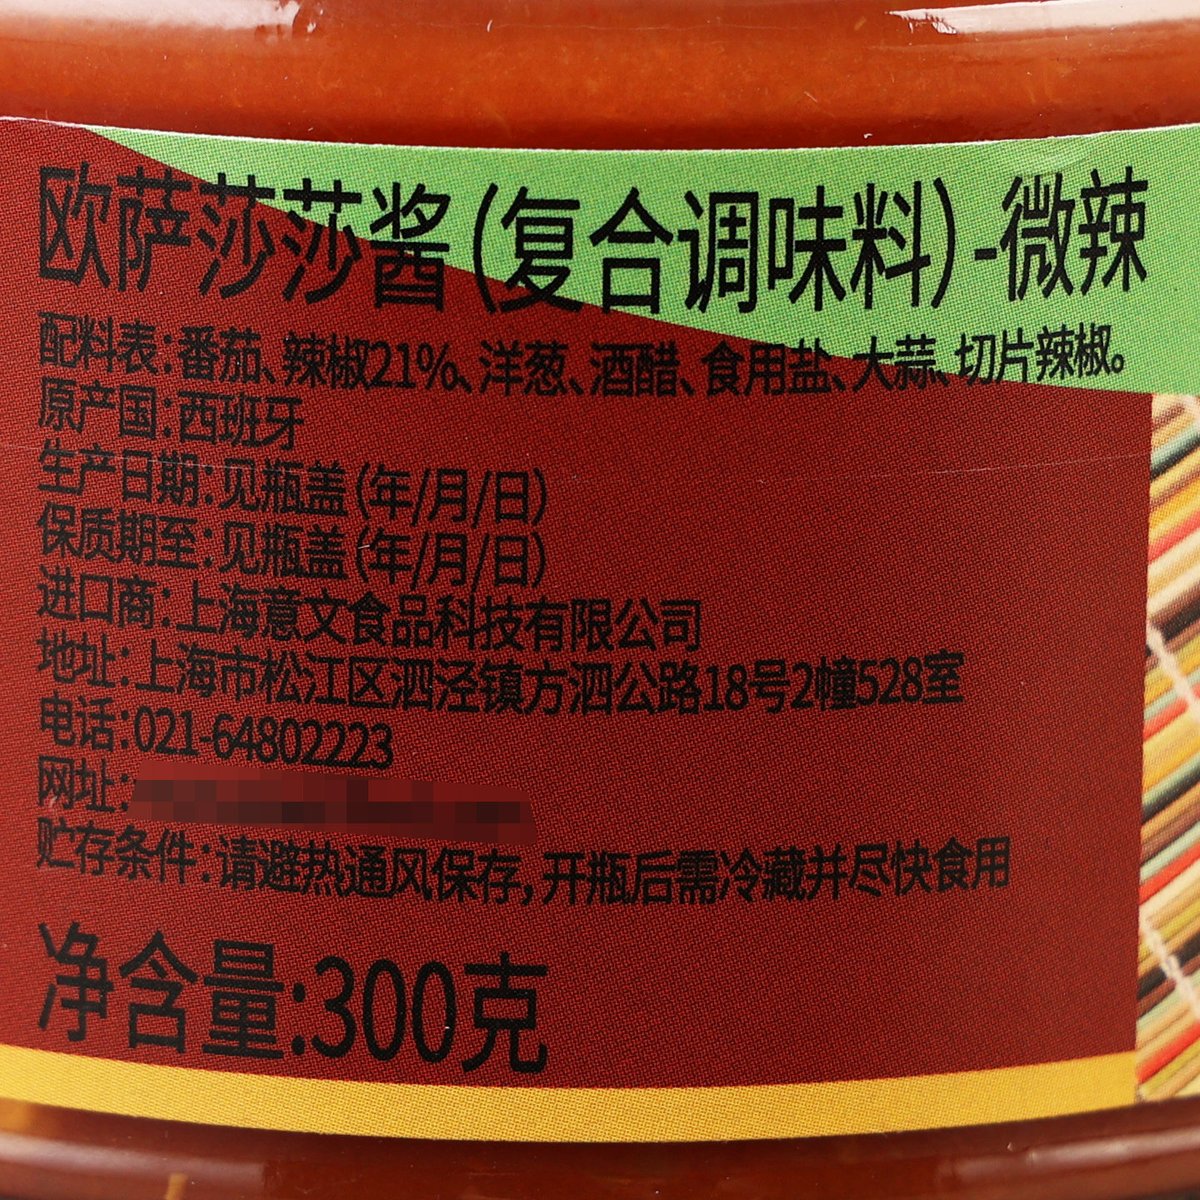 欧萨莎莎酱(复合调味料)-微辣
配料表:番茄、辣椒21%、洋葱、酒醋、食用盐、大蒜、切片辣椒。
原产国:西班牙
生产日期:见瓶盖(年/月/日)
保质期至:见瓶盖(年/月/日)
进口商:上海意文食品科技有限公司
地址:上海市松江区泗泾镇方泗公路18号2幢528室
电话:021-64802223
网址:
贮存条件:请避热通风保存,开瓶后需冷藏并尽快食用
净含量:300克